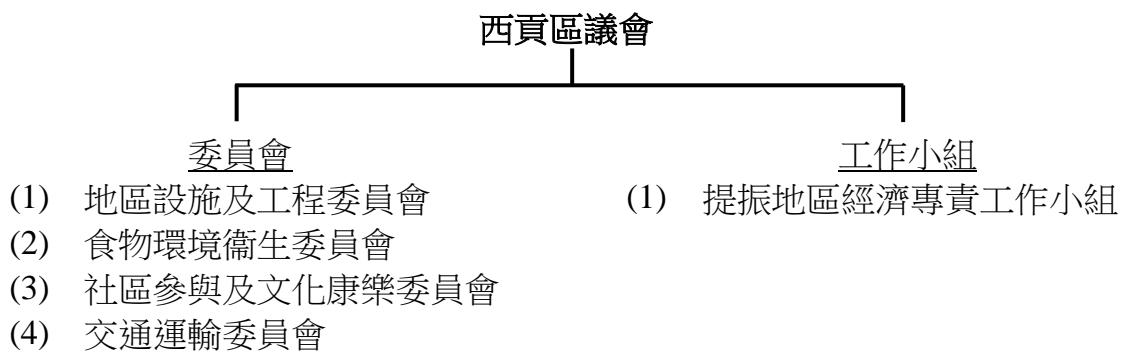 西貢區議會
委員會
(1) 地區設施及工程委員會
(2) 食物環境衞生委員會
(3) 社區參與及文化康樂委員會
(4) 交通運輸委員會
工作小組
(1) 提振地區經濟專責工作小組